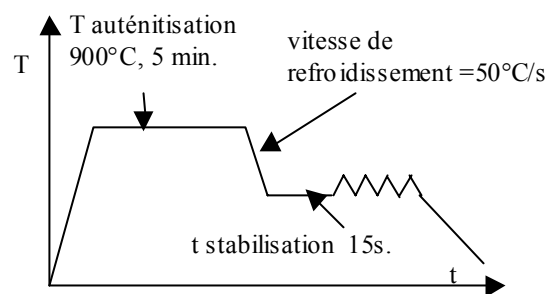 T auténitisation
900°C, 5 min.
T
vitesse de
refroidissement =50°C/s
t stabilisation 15s.
t